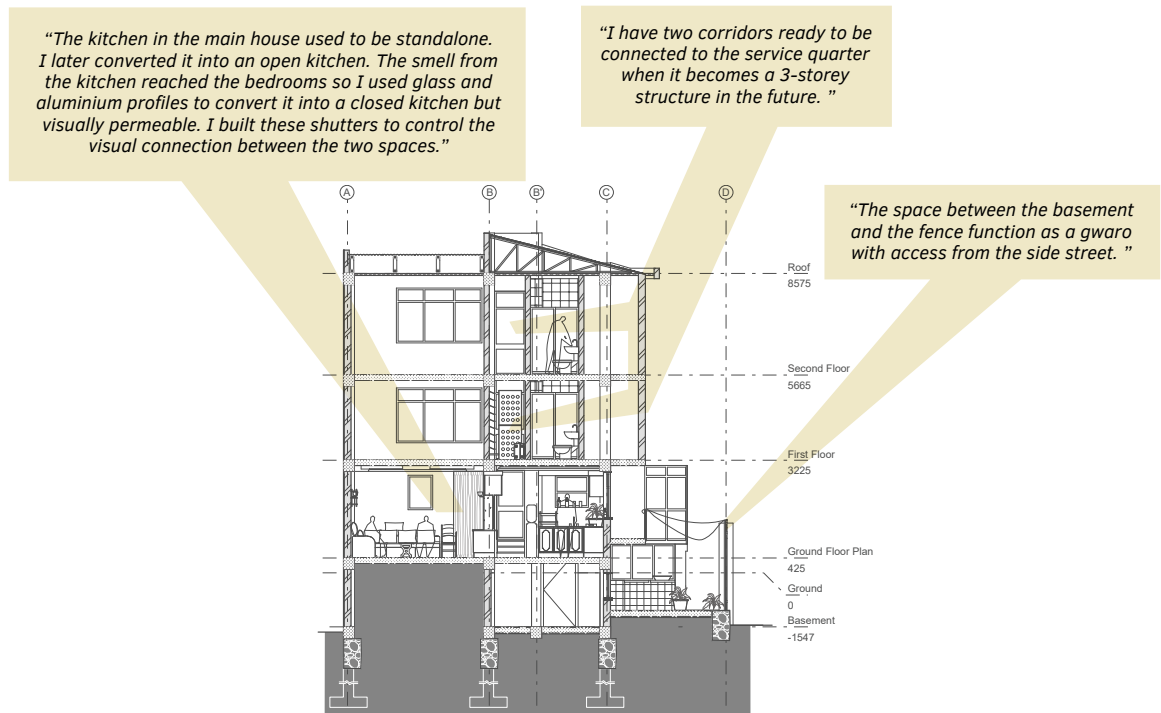 “The kitchen in the main house used to be standalone.
I later converted it into an open kitchen. The smell from
the kitchen reached the bedrooms so I used glass and
aluminium profiles to convert it into a closed kitchen but
visually permeable. I built these shutters to control the
visual connection between the two spaces.”
“I have two corridors ready to be
connected to the service quarter
when it becomes a 3-storey
structure in the future. ”
“The space between the basement
and the fence function as a gwaro
with access from the side street. ”
A B B' C D
Roof
8575
Second Floor
5665
First Floor
3225
Ground Floor Plan
425
Ground
0
Basement
-1547